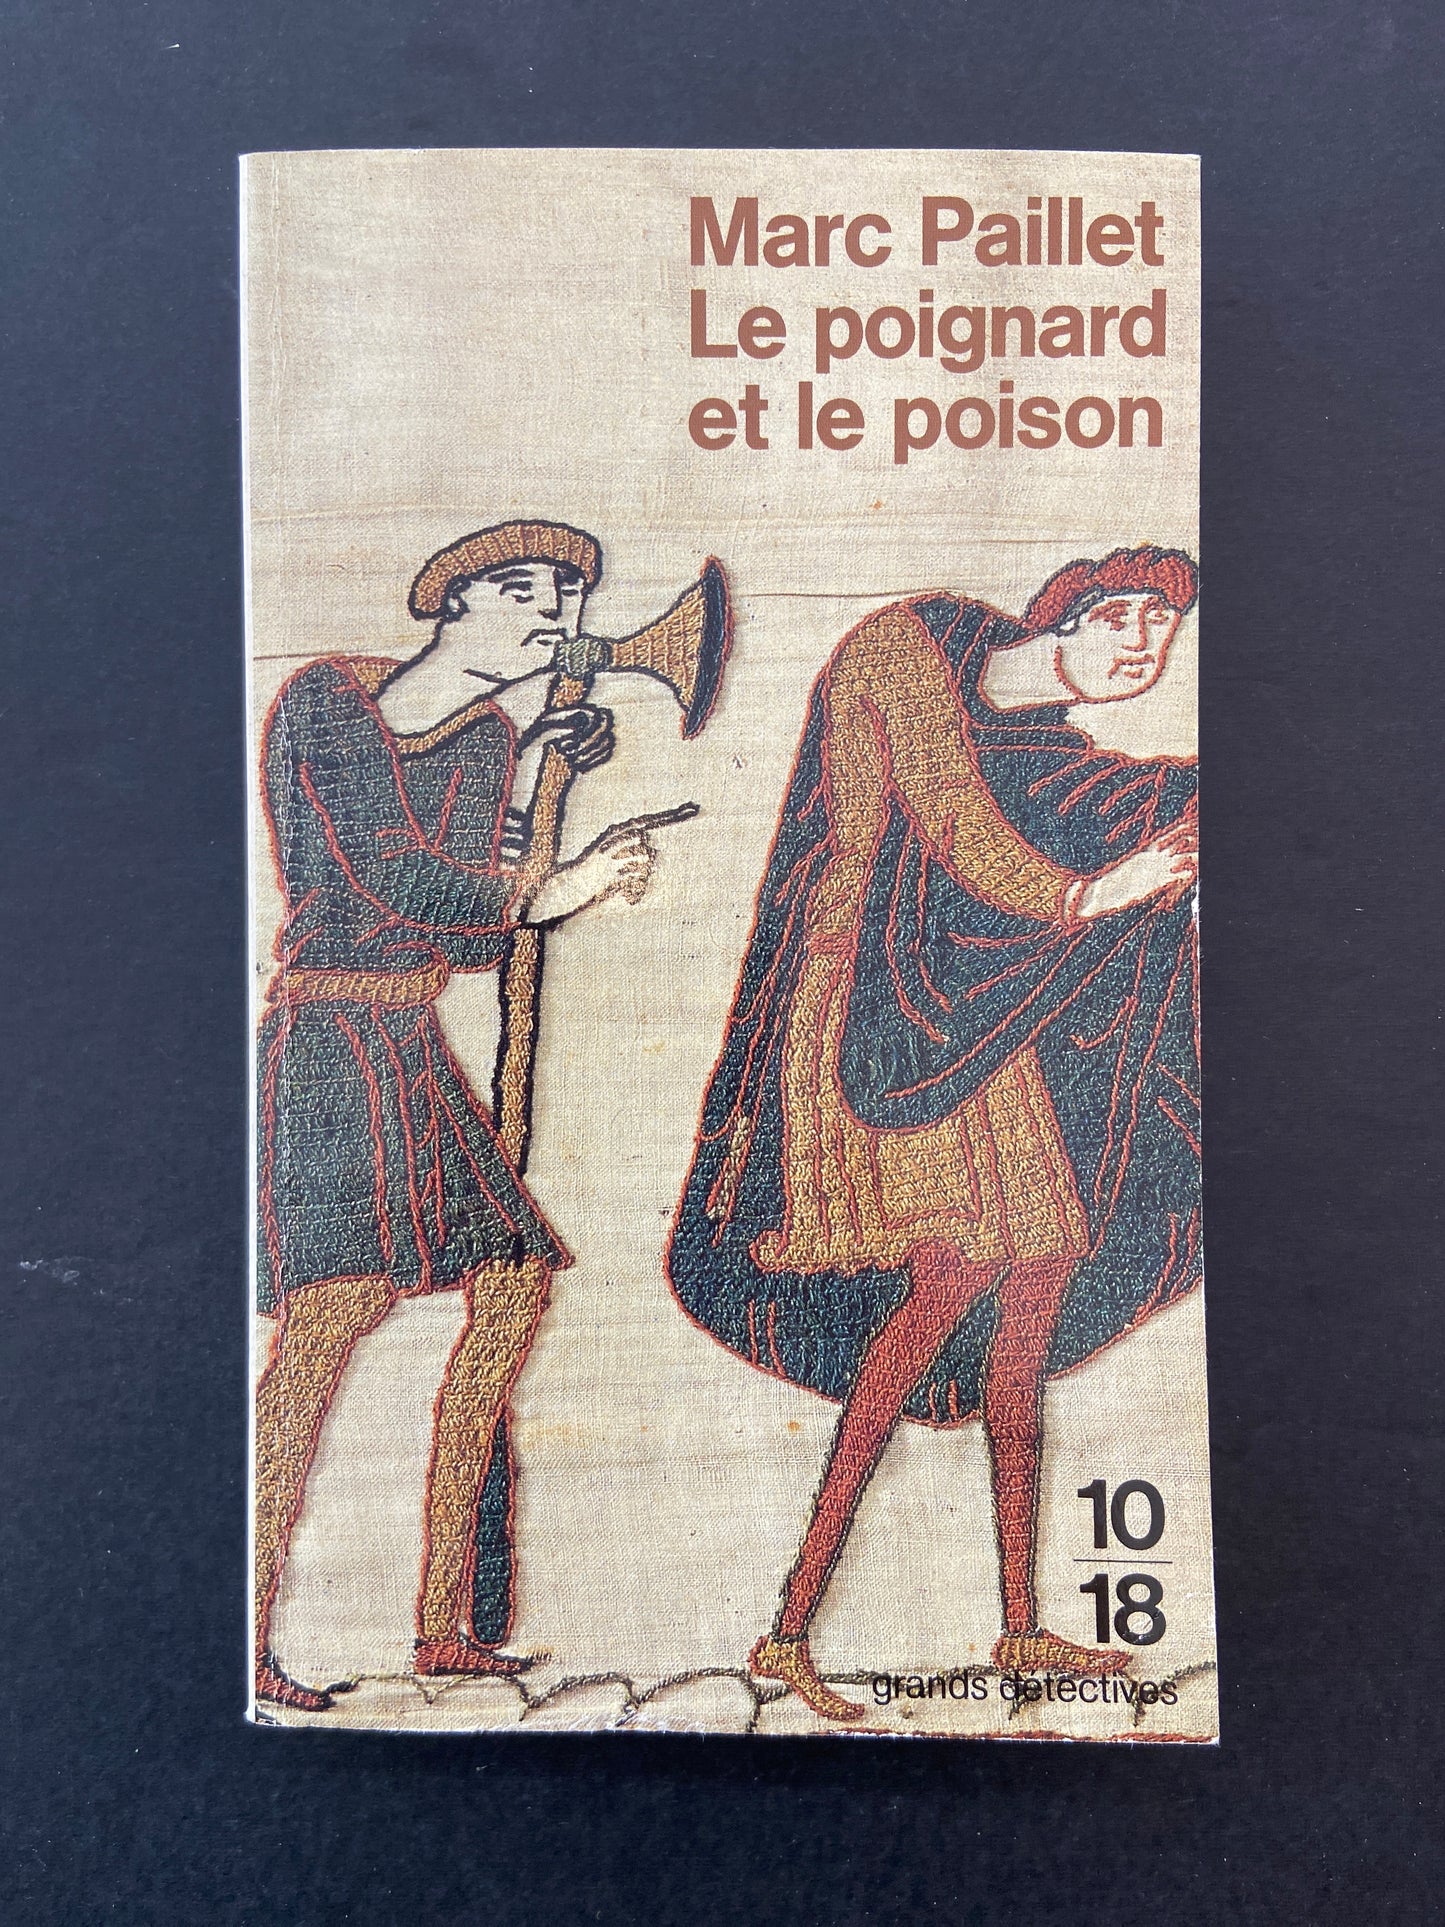 Marc Paillet
Le poignard
et le poison
10
18
grands détectives